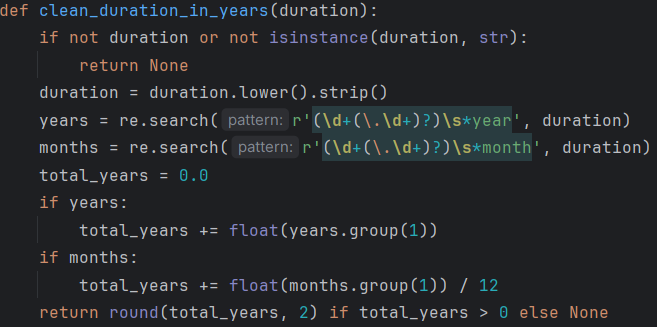 def clean_duration_in_years(duration):
    if not duration or not isinstance(duration, str):
        return None
    duration = duration.lower().strip()
    years = re.search( pattern: r'(\d+(\.\d+)?)\s*year', duration)
    months = re.search( pattern: r'(\d+(\.\d+)?)\s*month', duration)
    total_years = 0.0
    if years:
        total_years += float(years.group(1))
    if months:
        total_years += float(months.group(1)) / 12
    return round(total_years, 2) if total_years > 0 else None